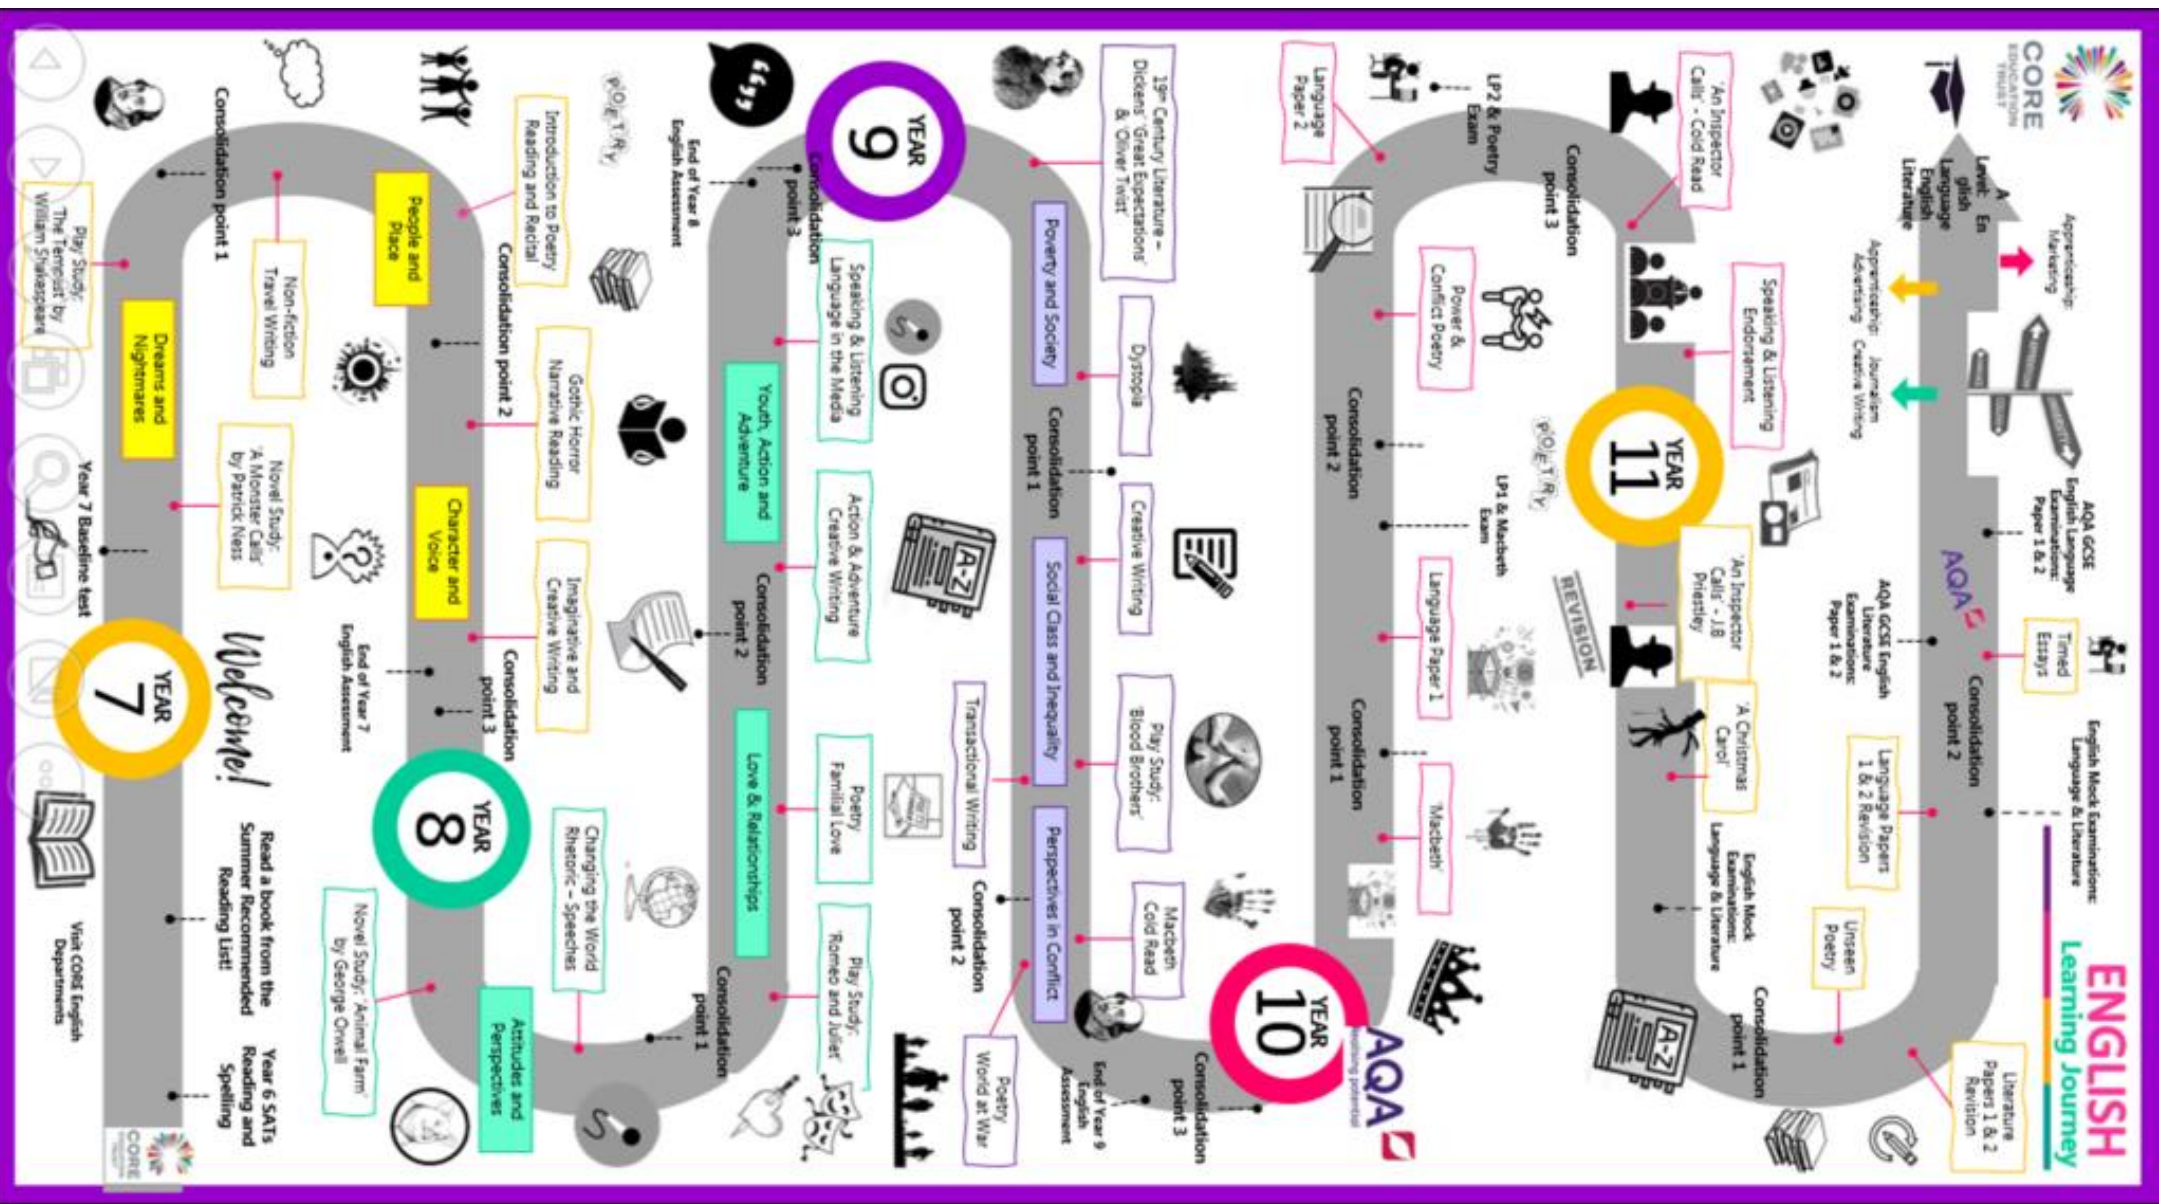 ENGLISH
Learning Journey
CORE
EDUCATION
TRUST
A
Level: En
glish
Language
English
Literature
Apprenticeship:
Marketing
Apprenticeship:
Advertising
Journalism
Creative Writing
AQA GCSE
English Language
Examinations:
Paper 1 & 2
AQA
AQA GCSE English
Literature
Examinations:
Paper 1 & 2
Timed
Essays
Consolidation
point 2
English Mock Examinations:
Language & Literature
Language Papers
1 & 2 Revision
Unseen
Poetry
Literature
Papers 1 & 2
Revision
Consolidation
point 1
A-Z
English Mock
Examinations:
Language & Literature
'A Christmas
Carol'
'An Inspector
Calls' - J.B
Priestley
REVISION
YEAR
11
Speaking & Listening
Endorsement
'An Inspector
Calls' - Cold Read
Consolidation
point 3
LP2 & Poetry
Exam
Language
Paper 2
Power &
Conflict Poetry
POETRY
Consolidation
point 2
LP1 & Macbeth
Exam
Language Paper 1
Consolidation
point 1
'Macbeth'
YEAR
10
AQA
Consolidation
point 3
End of Year 9
English
Assessment
Poetry
World at War
Macbeth
Cold Read
Perspectives in Conflict
Consolidation
point 2
Play Study:
'Blood Brothers'
Transactional Writing
Social Class and Inequality
Creative Writing
Consolidation
point 1
Dystopia
Poverty and Society
19th Century Literature –
Dickens' 'Great Expectations'
& 'Oliver Twist'
YEAR
9
Consolidation
point 3
End of Year 8
English Assessment
Speaking & Listening
Language in the Media
Youth, Action and
Adventure
Action & Adventure
Creative Writing
A-Z
Consolidation
point 2
Love & Relationships
Poetry
Familial Love
Play Study:
'Romeo and Juliet'
Consolidation
point 1
Attitudes and
Perspectives
Changing the World
Rhetoric – Speeches
Novel Study: 'Animal Farm'
by George Orwell
YEAR
8
Consolidation
point 3
End of Year 7
English Assessment
Imaginative and
Creative Writing
Character and
Voice
Gothic Horror
Narrative Reading
Consolidation point 2
Introduction to Poetry
Reading and Recital
POETRY
People and
Place
Non-fiction
Travel Writing
Consolidation point 1
Play Study:
'The Tempist' by
William Shakespeare
Dreams and
Nightmares
Novel Study:
'A Monster Calls'
by Patrick Ness
Year 7 Baseline test
YEAR
7
Welcome!
Read a book from the
Summer Recommended
Reading List!
Visit CORE English
Departments
Year 6 SATs
Reading and
Spelling
CORE